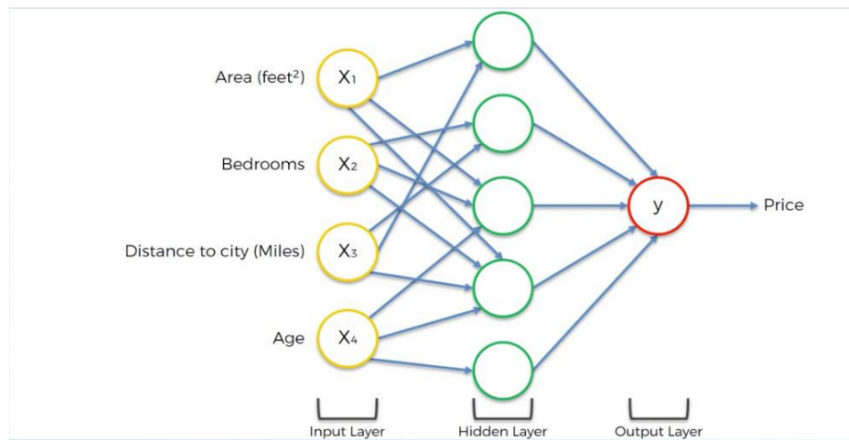 Area (feet²)
X₁
Bedrooms
X₂
Distance to city (Miles)
X₃
Age
X₄
y
Price
Input Layer
Hidden Layer
Output Layer